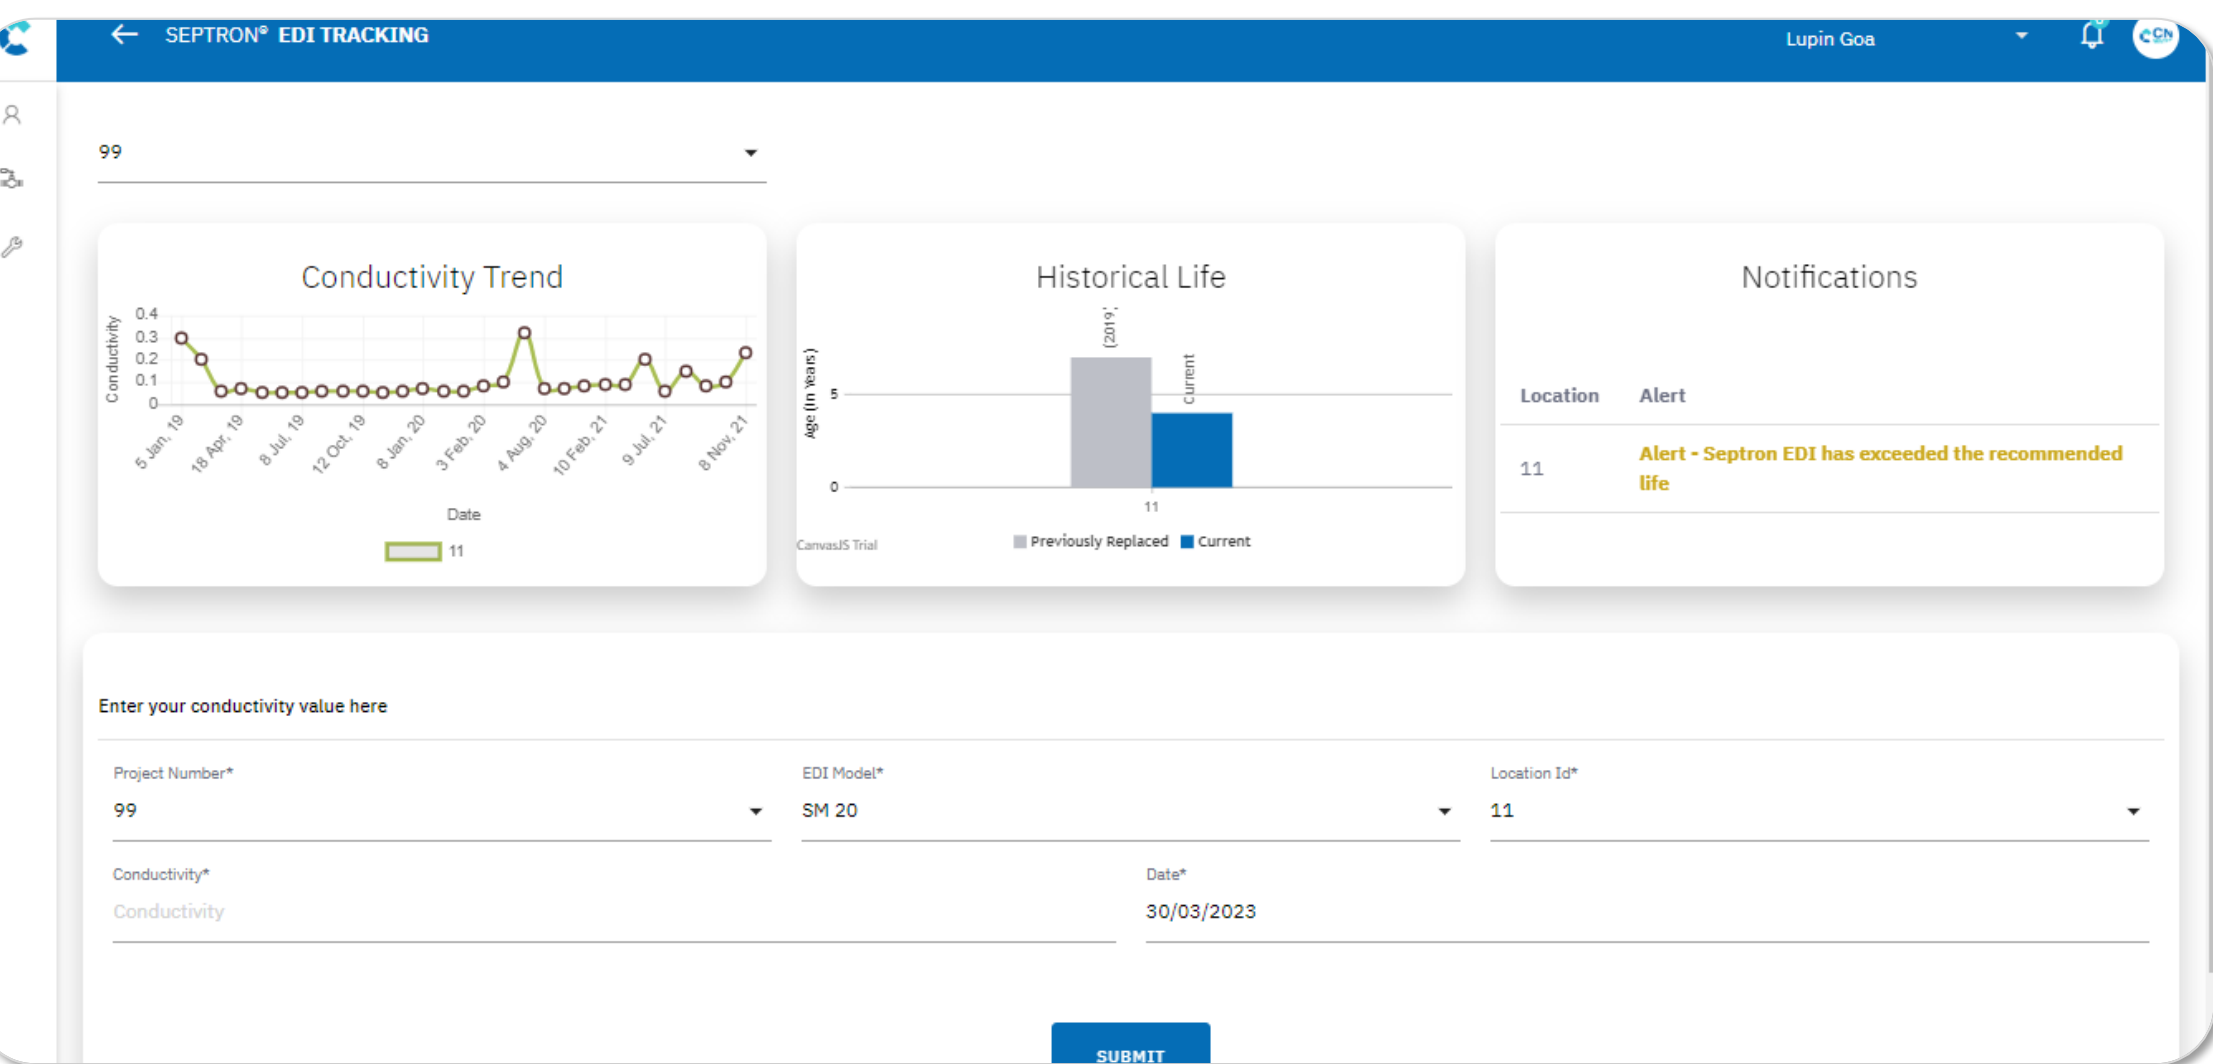 SEPTRON® EDI TRACKING
Lupin Goa
CCN
99
Conductivity Trend
Conductivity
0.4
0.3
0.2
0.1
0
5 Jan, 19
18 Apr, 19
8 Jul, 19
12 Oct, 19
8 Jan, 20
3 Feb, 20
4 Aug, 20
10 Feb, 21
9 Jul, 21
8 Nov, 21
Date
11
Historical Life
Age (In Years)
5
0
(2019)
Current
11
CanvasJS Trial
Previously Replaced
Current
Notifications
Location Alert
11
Alert - Septron EDI has exceeded the recommended
life
Enter your conductivity value here
Project Number* EDI Model* Location Id*
99 SM 20 11
Conductivity* Date*
Conductivity 30/03/2023
SUBMIT